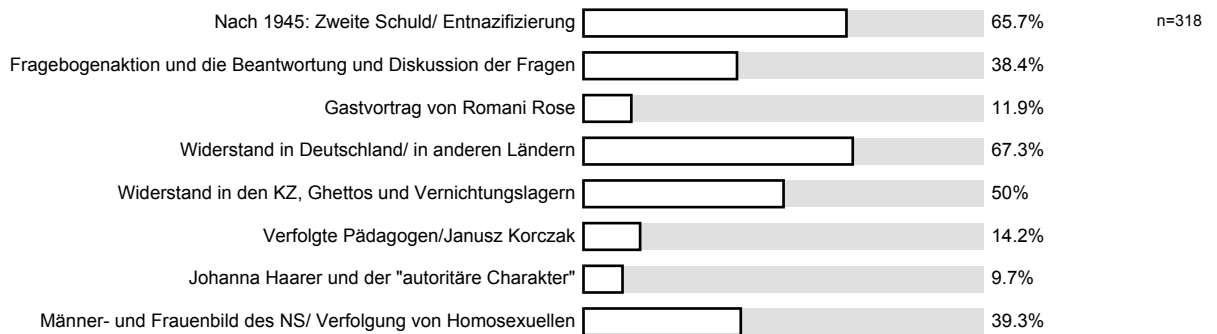 Nach 1945: Zweite Schuld/ Entnazifizierung 65.7% n=318
Fragebogenaktion und die Beantwortung und Diskussion der Fragen 38.4%
Gastvortrag von Romani Rose 11.9%
Widerstand in Deutschland/ in anderen Ländern 67.3%
Widerstand in den KZ, Ghettos und Vernichtungslagern 50%
Verfolgte Pädagogen/Janusz Korczak 14.2%
Johanna Haarer und der "autoritäre Charakter" 9.7%
Männer- und Frauenbild des NS/ Verfolgung von Homosexuellen 39.3%